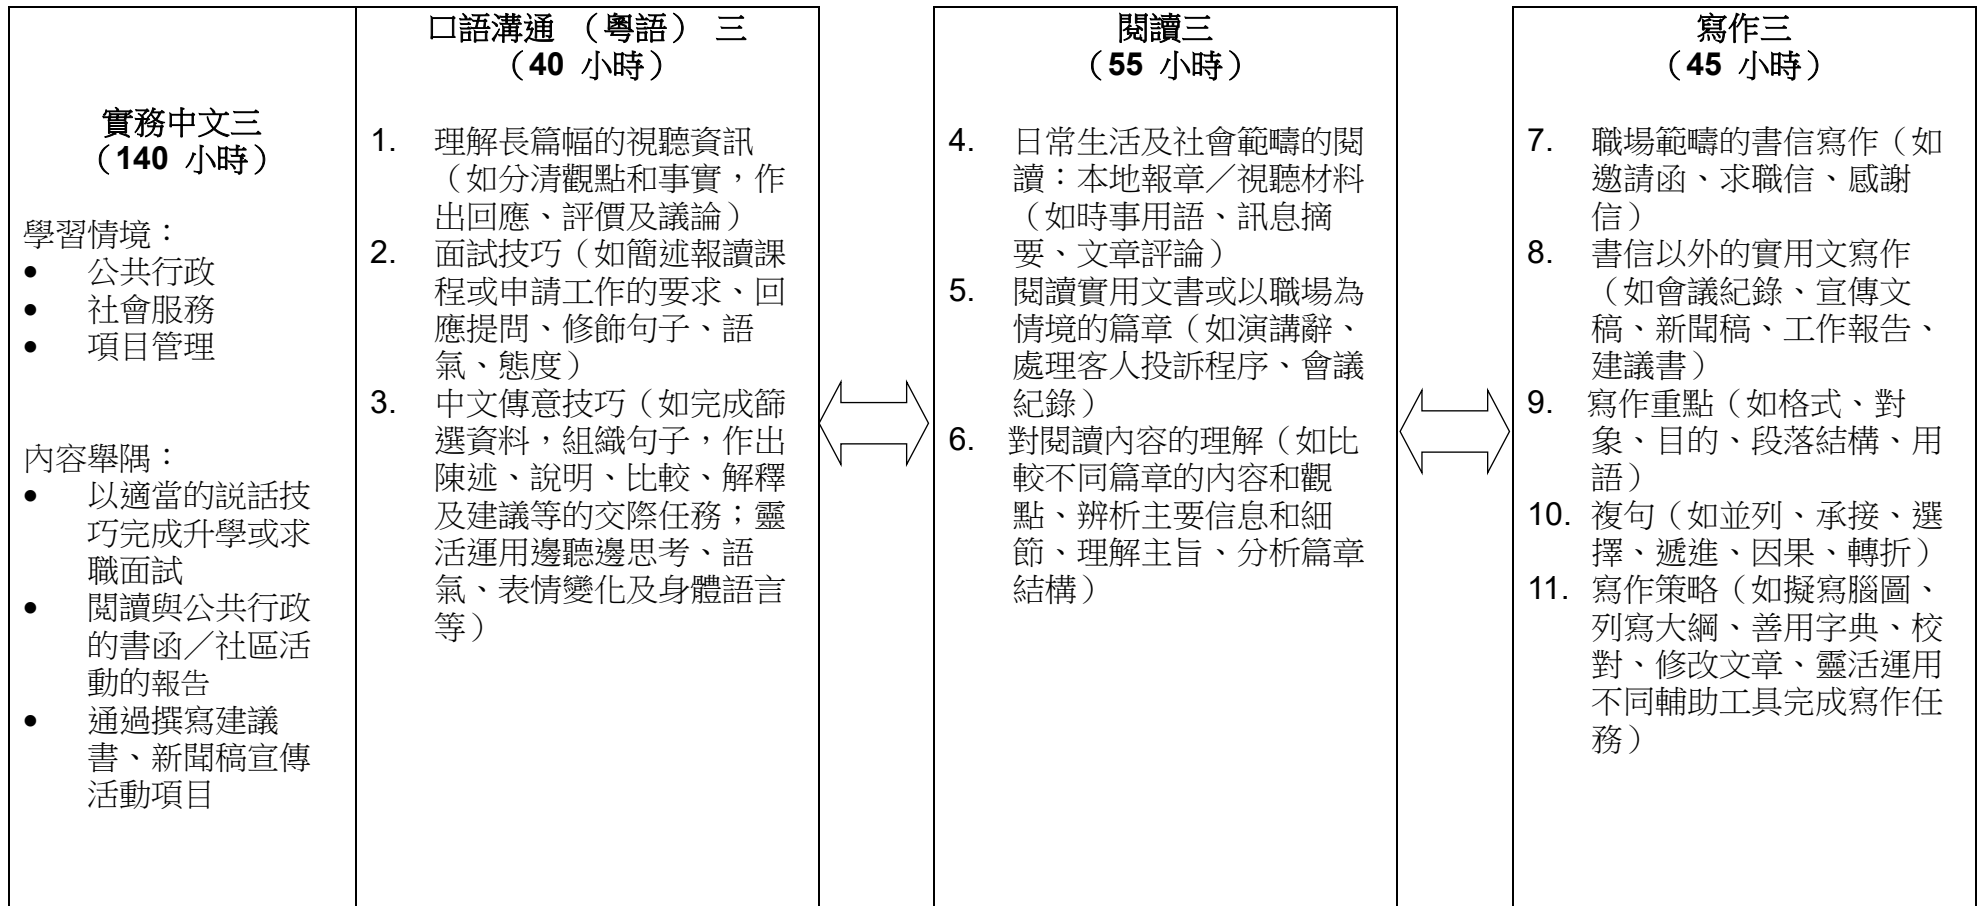 實務中文三
（140 小時）
學習情境：
● 公共行政
● 社會服務
● 項目管理
內容舉隅：
● 以適當的説話技
巧完成升學或求
職面試
● 閱讀與公共行政
的書函／社區活
動的報告
● 通過撰寫建議
書、新聞稿宣傳
活動項目
口語溝通 （粵語） 三
（40 小時）
1. 理解長篇幅的視聽資訊
（如分清觀點和事實，作
出回應、評價及議論）
2. 面試技巧（如簡述報讀課
程或申請工作的要求、回
應提問、修飾句子、語
氣、態度）
3. 中文傳意技巧（如完成篩
選資料，組織句子，作出
陳述、說明、比較、解釋
及建議等的交際任務；靈
活運用邊聽邊思考、語
氣、表情變化及身體語言
等）
閱讀三
（55 小時）
4. 日常生活及社會範疇的閱
讀：本地報章／視聽材料
（如時事用語、訊息摘
要、文章評論）
5. 閱讀實用文書或以職場為
情境的篇章（如演講辭、
處理客人投訴程序、會議
紀錄）
6. 對閱讀內容的理解（如比
較不同篇章的內容和觀
點、辨析主要信息和細
節、理解主旨、分析篇章
結構）
寫作三
（45 小時）
7. 職場範疇的書信寫作（如
邀請函、求職信、感謝
信）
8. 書信以外的實用文寫作
（如會議紀錄、宣傳文
稿、新聞稿、工作報告、
建議書）
9. 寫作重點（如格式、對
象、目的、段落結構、用
語）
10. 複句（如並列、承接、選
擇、遞進、因果、轉折）
11. 寫作策略（如擬寫腦圖、
列寫大綱、善用字典、校
對、修改文章、靈活運用
不同輔助工具完成寫作任
務）